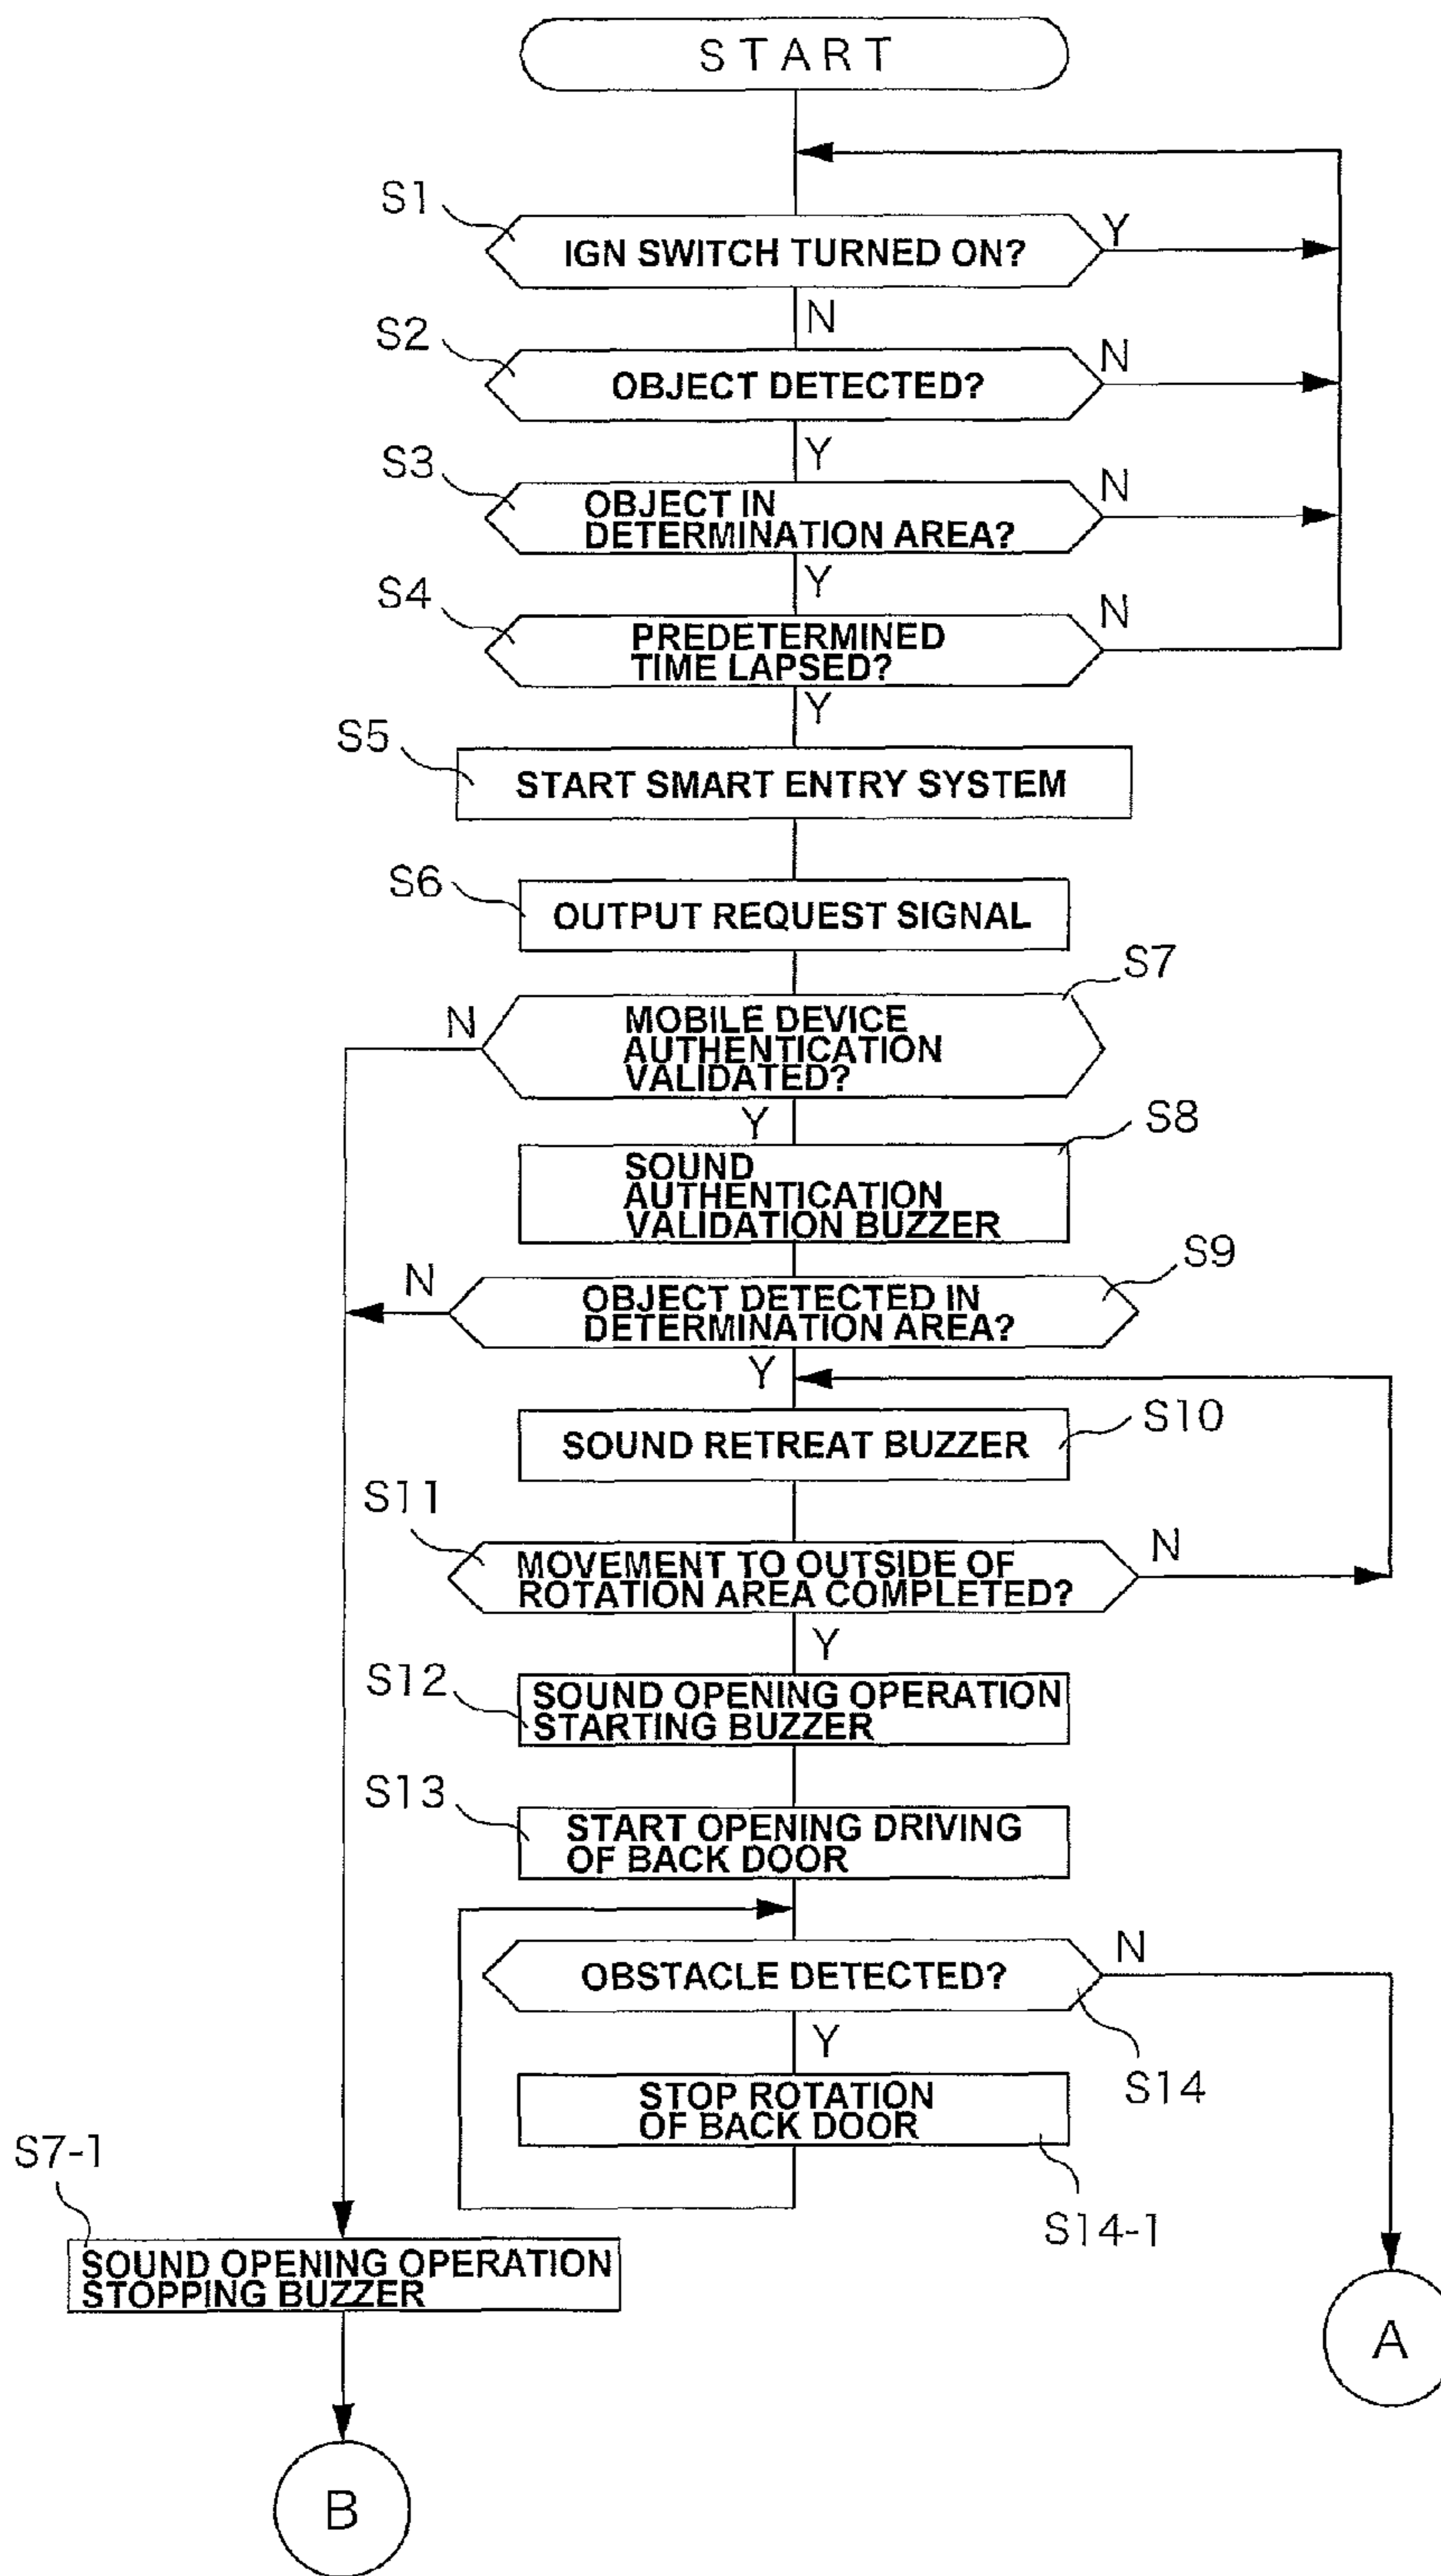 START
S1
IGN SWITCH TURNED ON?
Y
N
S2
OBJECT DETECTED?
N
Y
S3
OBJECT IN
DETERMINATION AREA?
N
Y
S4
PREDETERMINED
TIME LAPSED?
N
Y
S5
START SMART ENTRY SYSTEM
S6
OUTPUT REQUEST SIGNAL
S7
N
MOBILE DEVICE
AUTHENTICATION
VALIDATED?
Y
S8
SOUND
AUTHENTICATION
VALIDATION BUZZER
S9
N
OBJECT DETECTED IN
DETERMINATION AREA?
Y
S10
SOUND RETREAT BUZZER
S11
MOVEMENT TO OUTSIDE OF
ROTATION AREA COMPLETED?
N
Y
S12
SOUND OPENING OPERATION
STARTING BUZZER
S13
START OPENING DRIVING
OF BACK DOOR
OBSTACLE DETECTED?
N
Y
S14
STOP ROTATION
OF BACK DOOR
S14-1
S7-1
SOUND OPENING OPERATION
STOPPING BUZZER
A
B